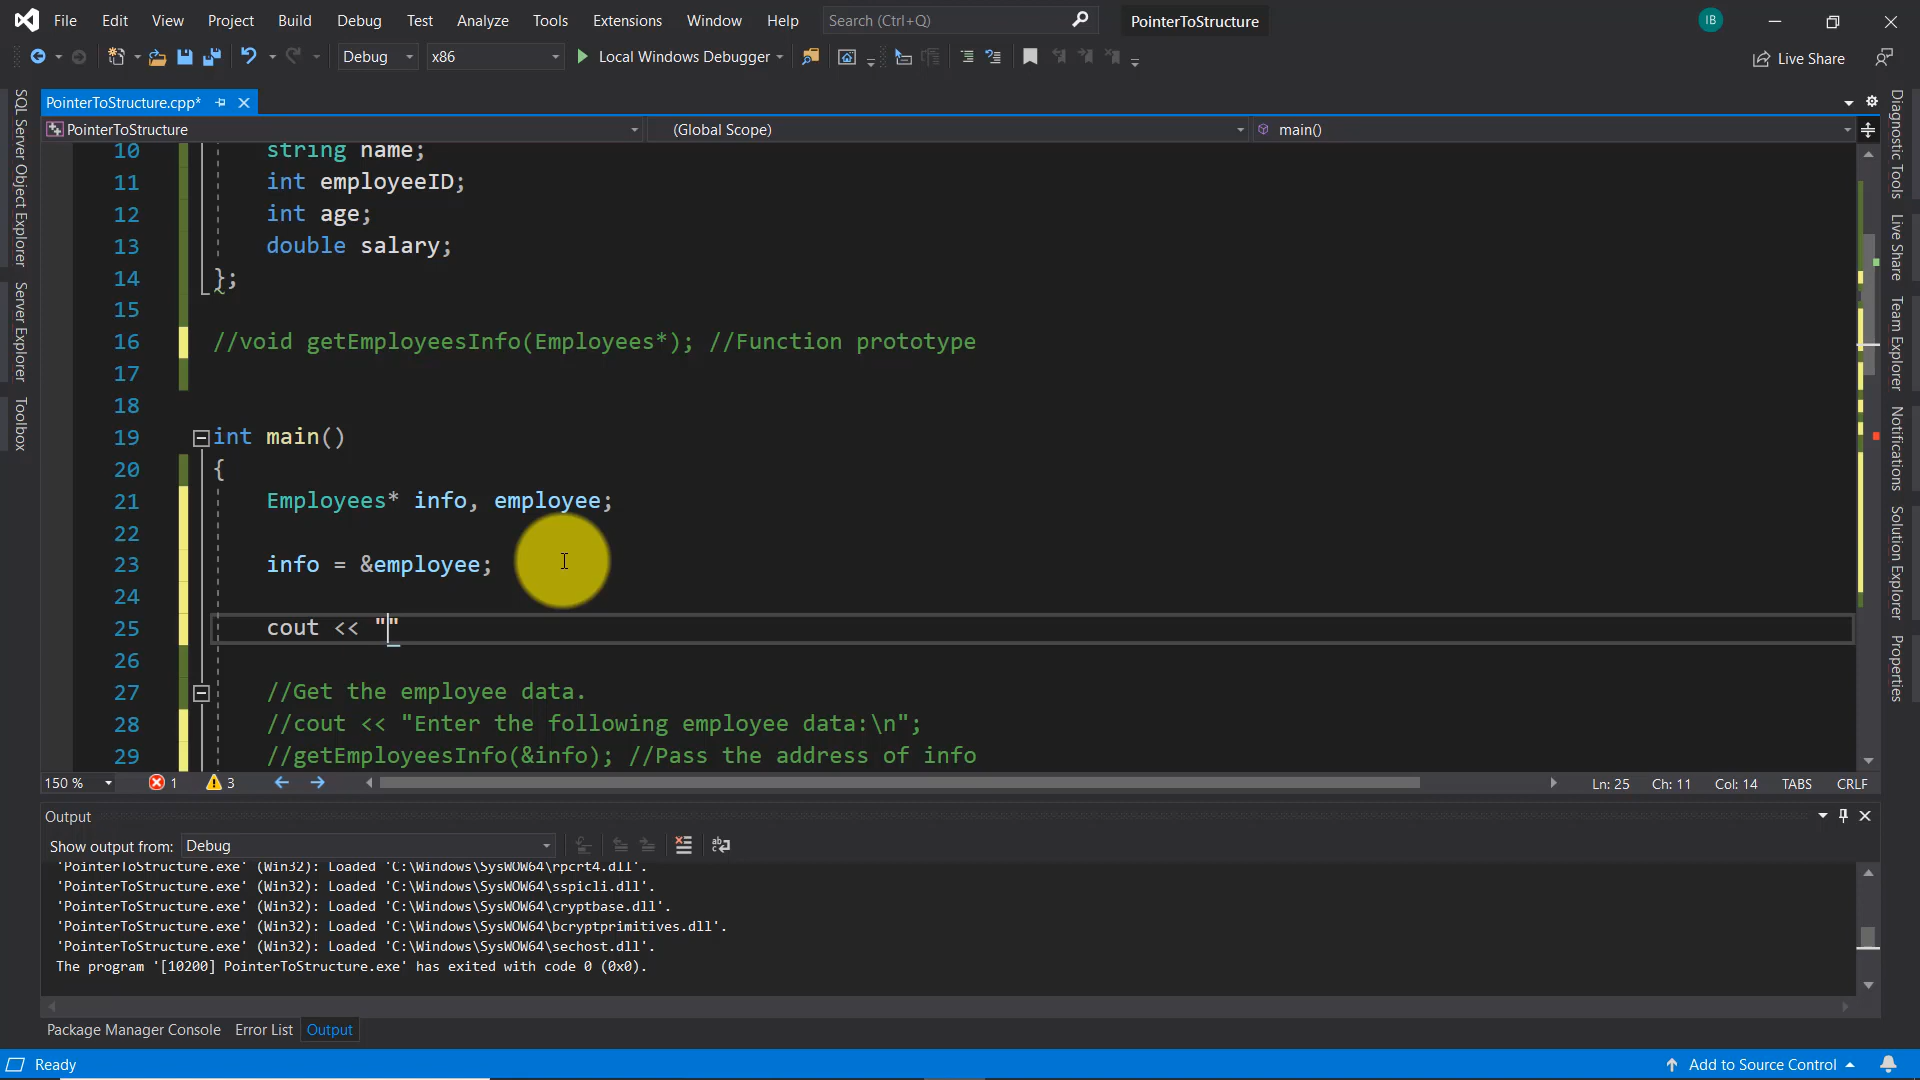 File Edit View Project Build Debug Test Analyze Tools Extensions Window Help Search (Ctrl+Q) PointerToStructure IB
Debug x86 Local Windows Debugger Live Share
PointerToStructure.cpp*
PointerToStructure (Global Scope) main()
10 string name;
11 int employeeID;
12 int age;
13 double salary;
14 };
15
16 //void getEmployeesInfo(Employees*); //Function prototype
17
18
19 int main()
20 {
21 Employees* info, employee;
22
23 info = &employee;
24
25 cout << ""
26
27 //Get the employee data.
28 //cout << "Enter the following employee data:\n";
29 //getEmployeesInfo(&info); //Pass the address of info
150 % 1 3 Ln: 25 Ch: 11 Col: 14 TABS CRLF
Output
Show output from: Debug
'PointerToStructure.exe' (Win32): Loaded 'C:\Windows\SysWOW64\rpcrt4.dll'.
'PointerToStructure.exe' (Win32): Loaded 'C:\Windows\SysWOW64\sspicli.dll'.
'PointerToStructure.exe' (Win32): Loaded 'C:\Windows\SysWOW64\cryptbase.dll'.
'PointerToStructure.exe' (Win32): Loaded 'C:\Windows\SysWOW64\bcryptprimitives.dll'.
'PointerToStructure.exe' (Win32): Loaded 'C:\Windows\SysWOW64\sechost.dll'.
The program '[10200] PointerToStructure.exe' has exited with code 0 (0x0).
Package Manager Console Error List Output
Ready Add to Source Control
SQL Server Object Explorer
Server Explorer
Toolbox
Diagnostic Tools
Live Share
Team Explorer
Notifications
Solution Explorer
Properties